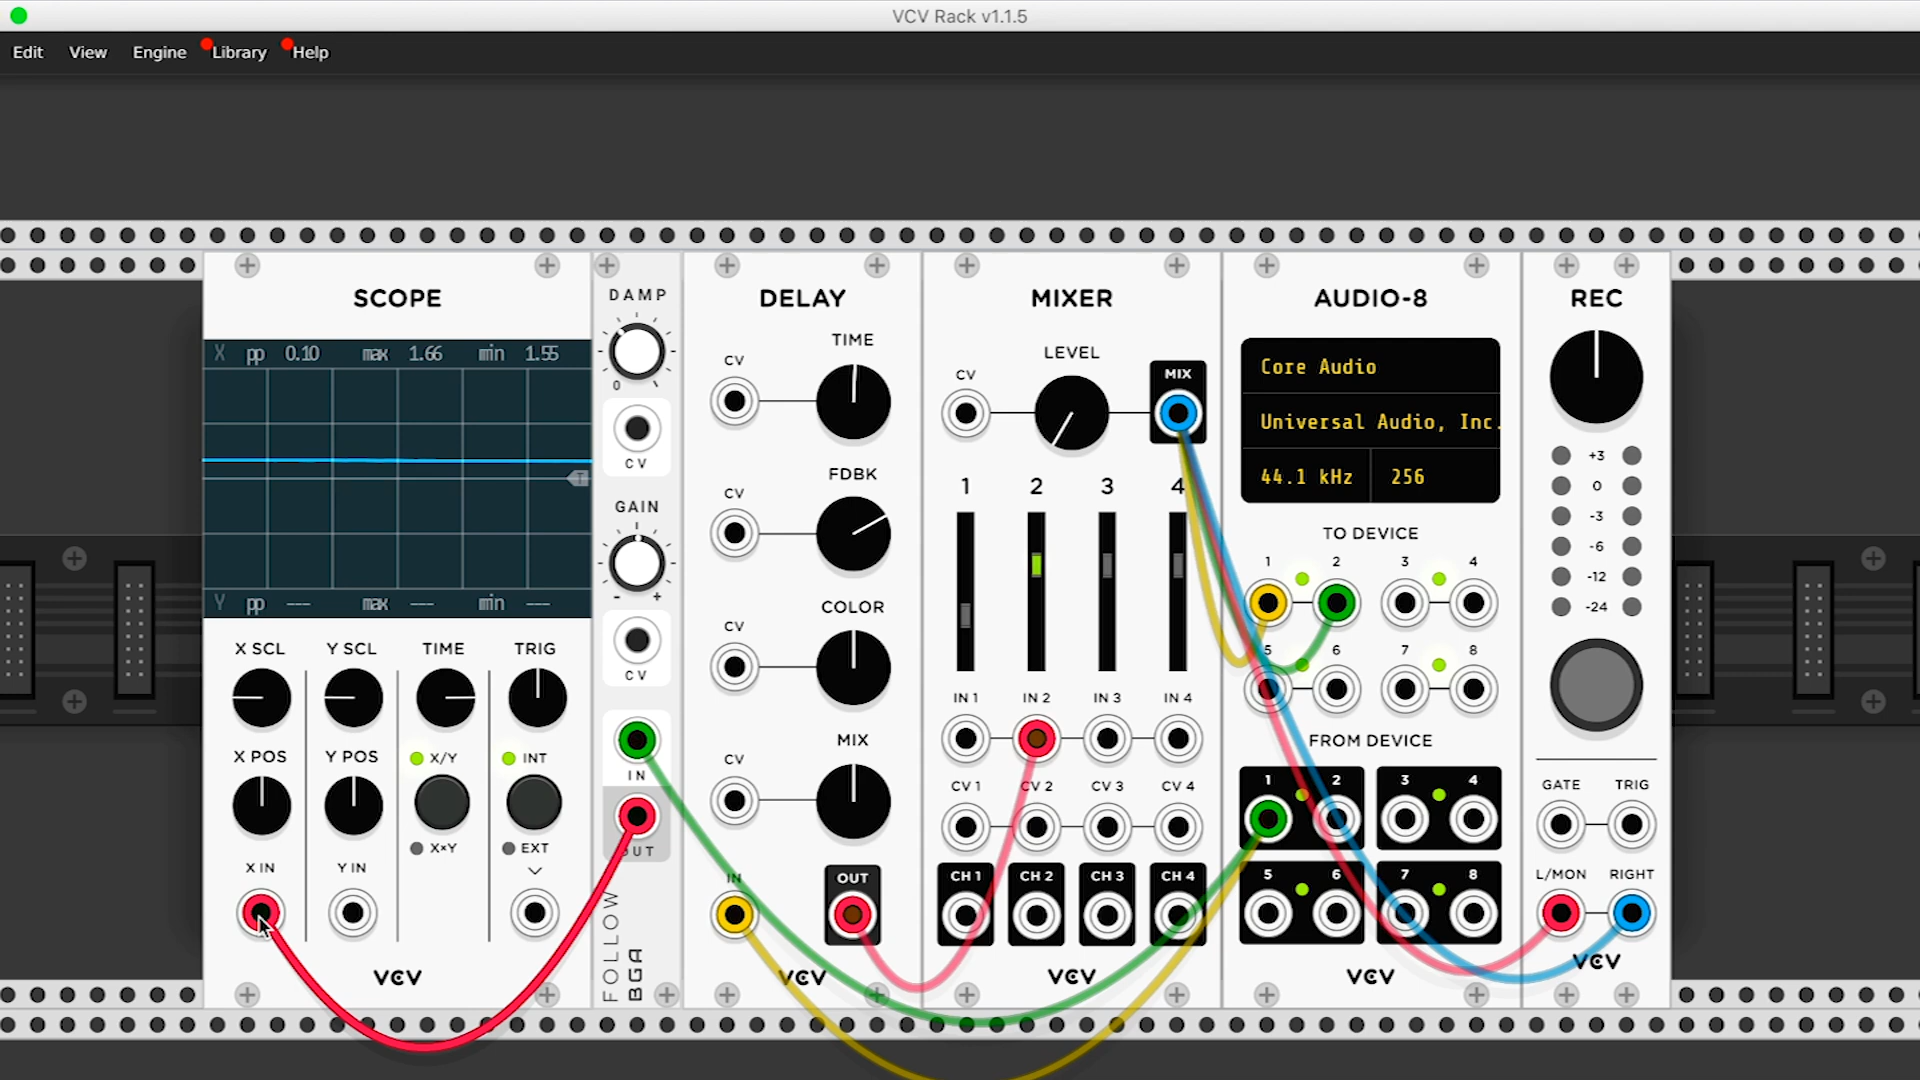 VCV Rack v1.1.5
Edit View Engine Library Help
SCOPE
X pp 0.10 max 1.66 min 1.55
T
Y pp --- max --- min ---
X SCL Y SCL TIME TRIG
X POS Y POS X/Y INT
X×Y EXT
X IN Y IN
VCV
DAMP
0
CV
GAIN
- +
CV
IN
OUT
FOLLOW
BGA
DELAY
TIME
CV
FDBK
CV
COLOR
CV
MIX
CV
IN OUT
VCV
MIXER
LEVEL
CV MIX
1 2 3 4
IN 1 IN 2 IN 3 IN 4
CV 1 CV 2 CV 3 CV 4
CH 1 CH 2 CH 3 CH 4
VCV
AUDIO-8
Core Audio
Universal Audio, Inc.
44.1 kHz 256
TO DEVICE
1 2 3 4
5 6 7 8
FROM DEVICE
1 2 3 4
5 6 7 8
VCV
REC
+3
0
-3
-6
-12
-24
GATE TRIG
L/MON RIGHT
VCV